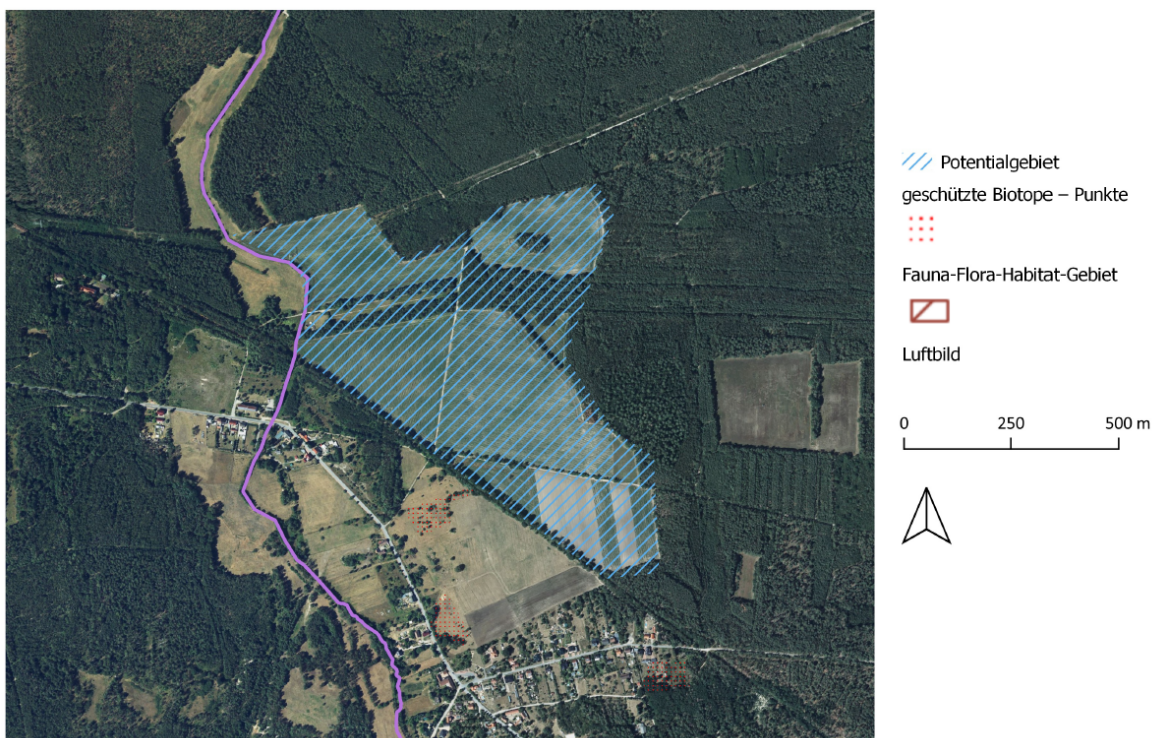 Potentialgebiet
geschützte Biotope – Punkte
Fauna-Flora-Habitat-Gebiet
Luftbild
0 250 500 m